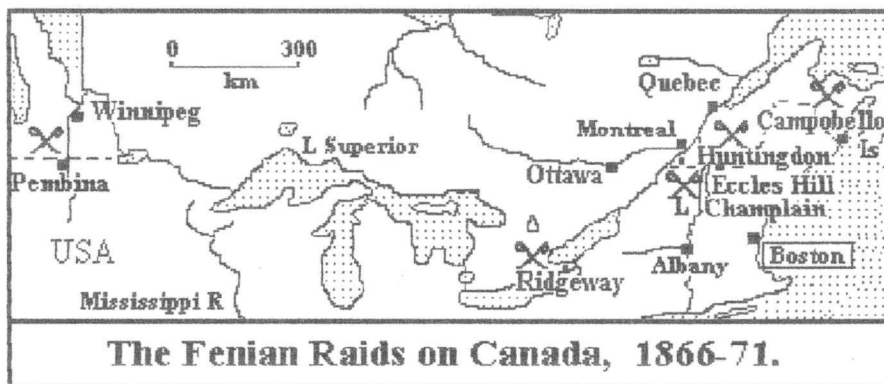 0 300
km
Winnipeg
Pembina
USA
Mississippi R
L Superior
Ottawa
Montreal
Quebec
Campobello
Is
Huntingdon
Eccles Hill
L Champlain
Ridgeway
Albany
Boston
The Fenian Raids on Canada, 1866-71.